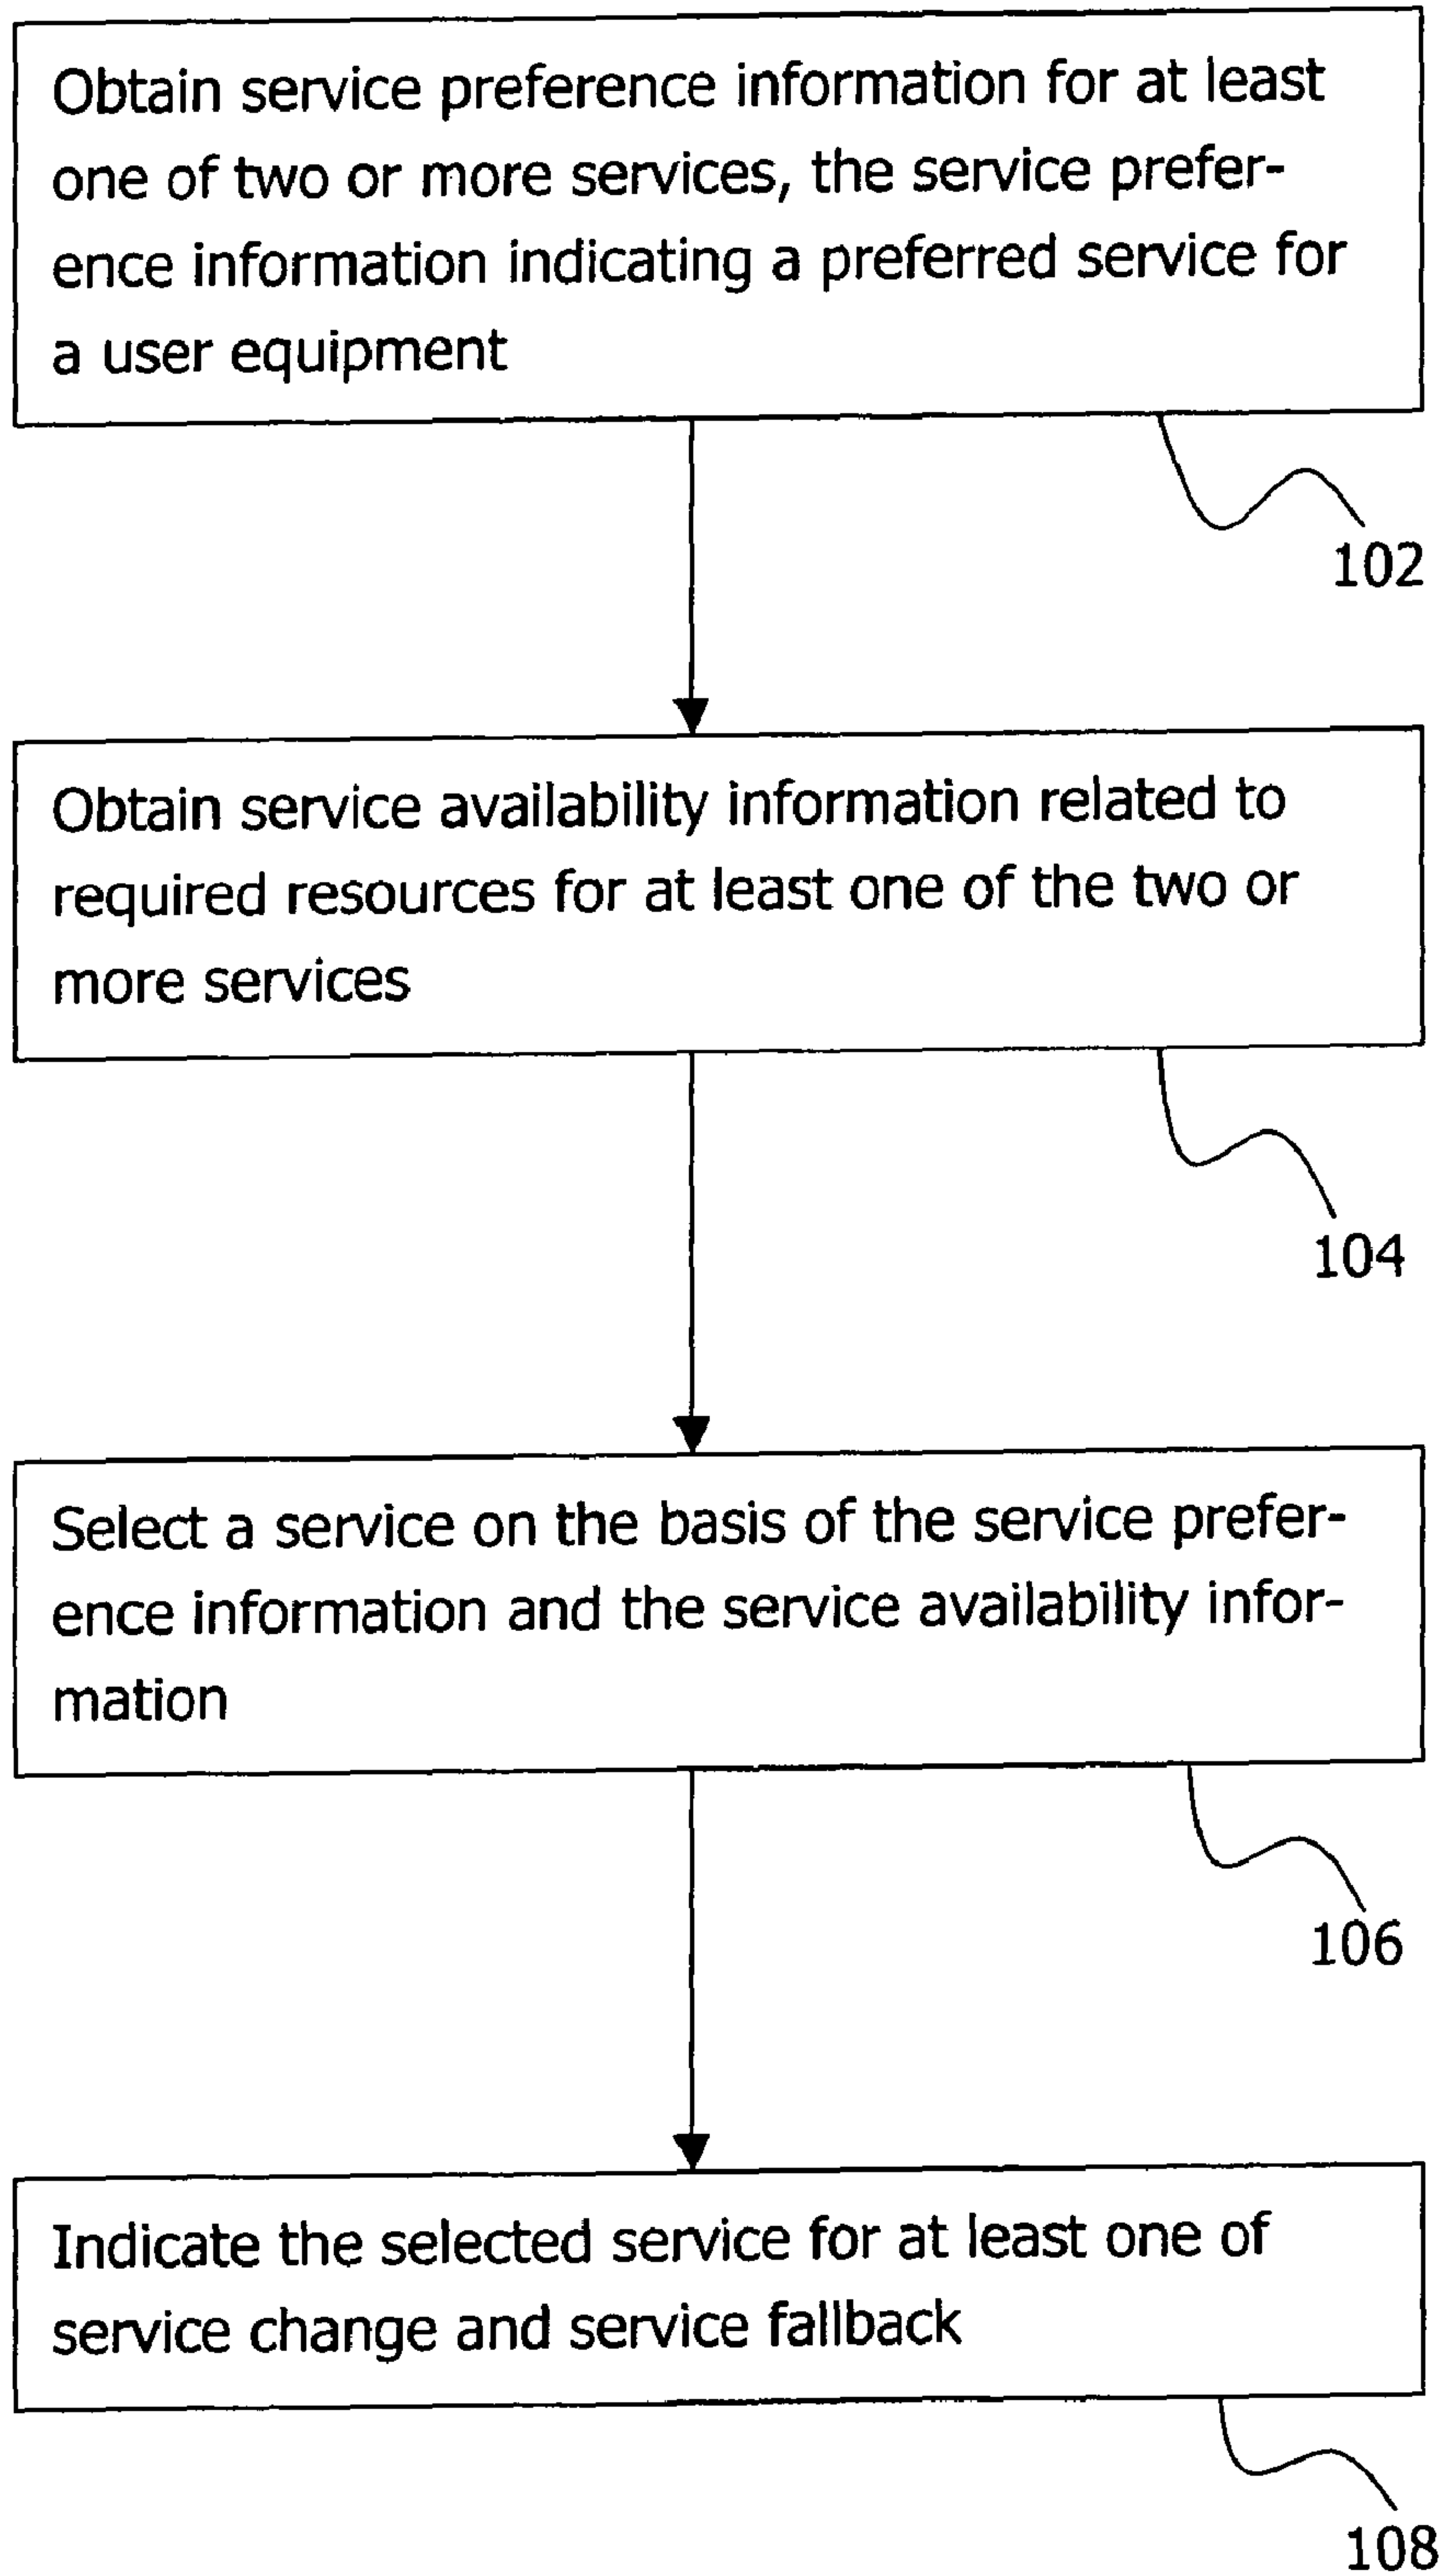 Obtain service preference information for at least
one of two or more services, the service prefer-
ence information indicating a preferred service for
a user equipment
102
Obtain service availability information related to
required resources for at least one of the two or
more services
104
Select a service on the basis of the service prefer-
ence information and the service availability infor-
mation
106
Indicate the selected service for at least one of
service change and service fallback
108